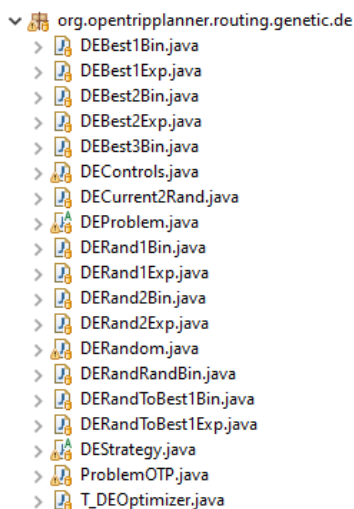 org.opentripplanner.routing.genetic.de
DEBest1Bin.java
DEBest1Exp.java
DEBest2Bin.java
DEBest2Exp.java
DEBest3Bin.java
DEControls.java
DECurrent2Rand.java
DEProblem.java
DERand1Bin.java
DERand1Exp.java
DERand2Bin.java
DERand2Exp.java
DERandom.java
DERandRandBin.java
DERandToBest1Bin.java
DERandToBest1Exp.java
DEStrategy.java
ProblemOTP.java
T_DEOptimizer.java